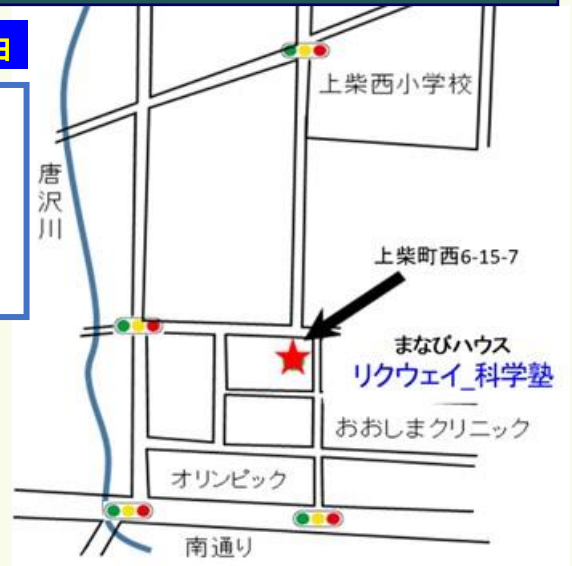 日
上柴西小学校
唐沢川
上柴町西6-15-7
まなびハウス
リクウェイ_科学塾
おおしまクリニック
オリンピック
南通り